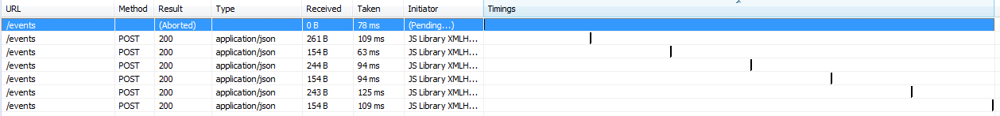 URL Method Result Type Received Taken Initiator Timings
/events (Aborted) 0 B 78 ms (Pending...)
/events POST 200 application/json 261 B 109 ms JS Library XMLH...
/events POST 200 application/json 154 B 63 ms JS Library XMLH...
/events POST 200 application/json 244 B 94 ms JS Library XMLH...
/events POST 200 application/json 154 B 94 ms JS Library XMLH...
/events POST 200 application/json 243 B 125 ms JS Library XMLH...
/events POST 200 application/json 154 B 109 ms JS Library XMLH...